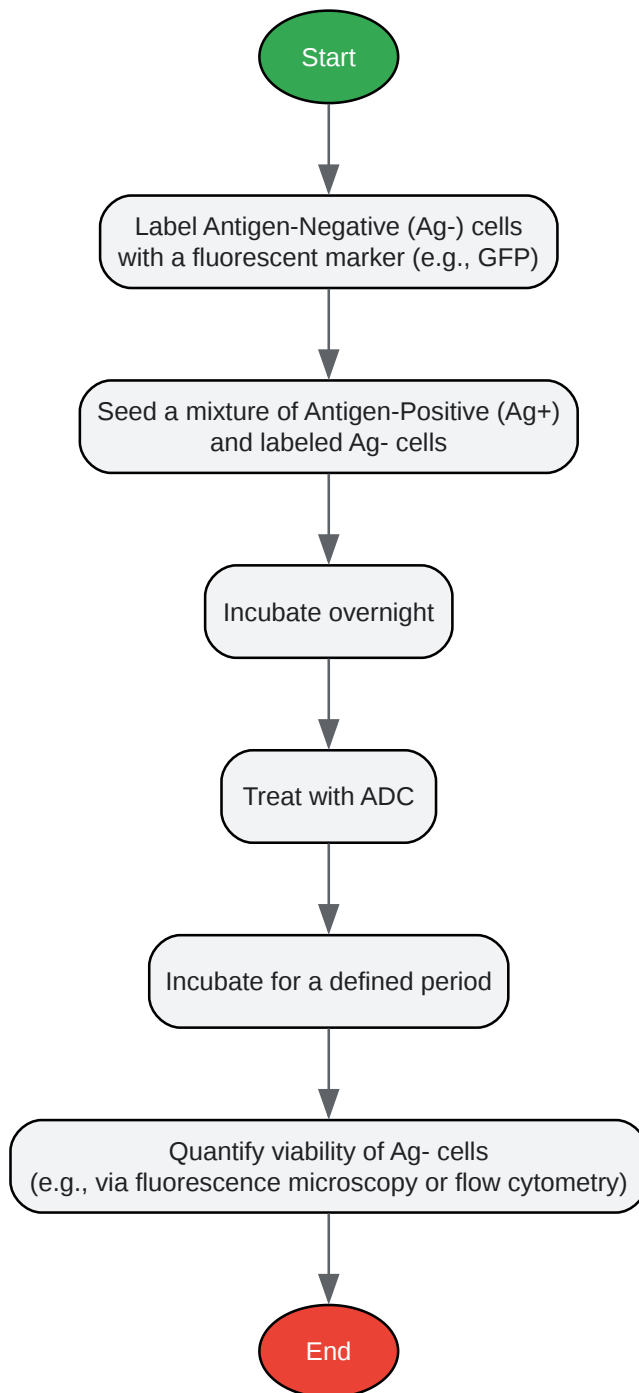 Start
Label Antigen-Negative (Ag-) cells
with a fluorescent marker (e.g., GFP)
Seed a mixture of Antigen-Positive (Ag+)
and labeled Ag- cells
Incubate overnight
Treat with ADC
Incubate for a defined period
Quantify viability of Ag- cells
(e.g., via fluorescence microscopy or flow cytometry)
End